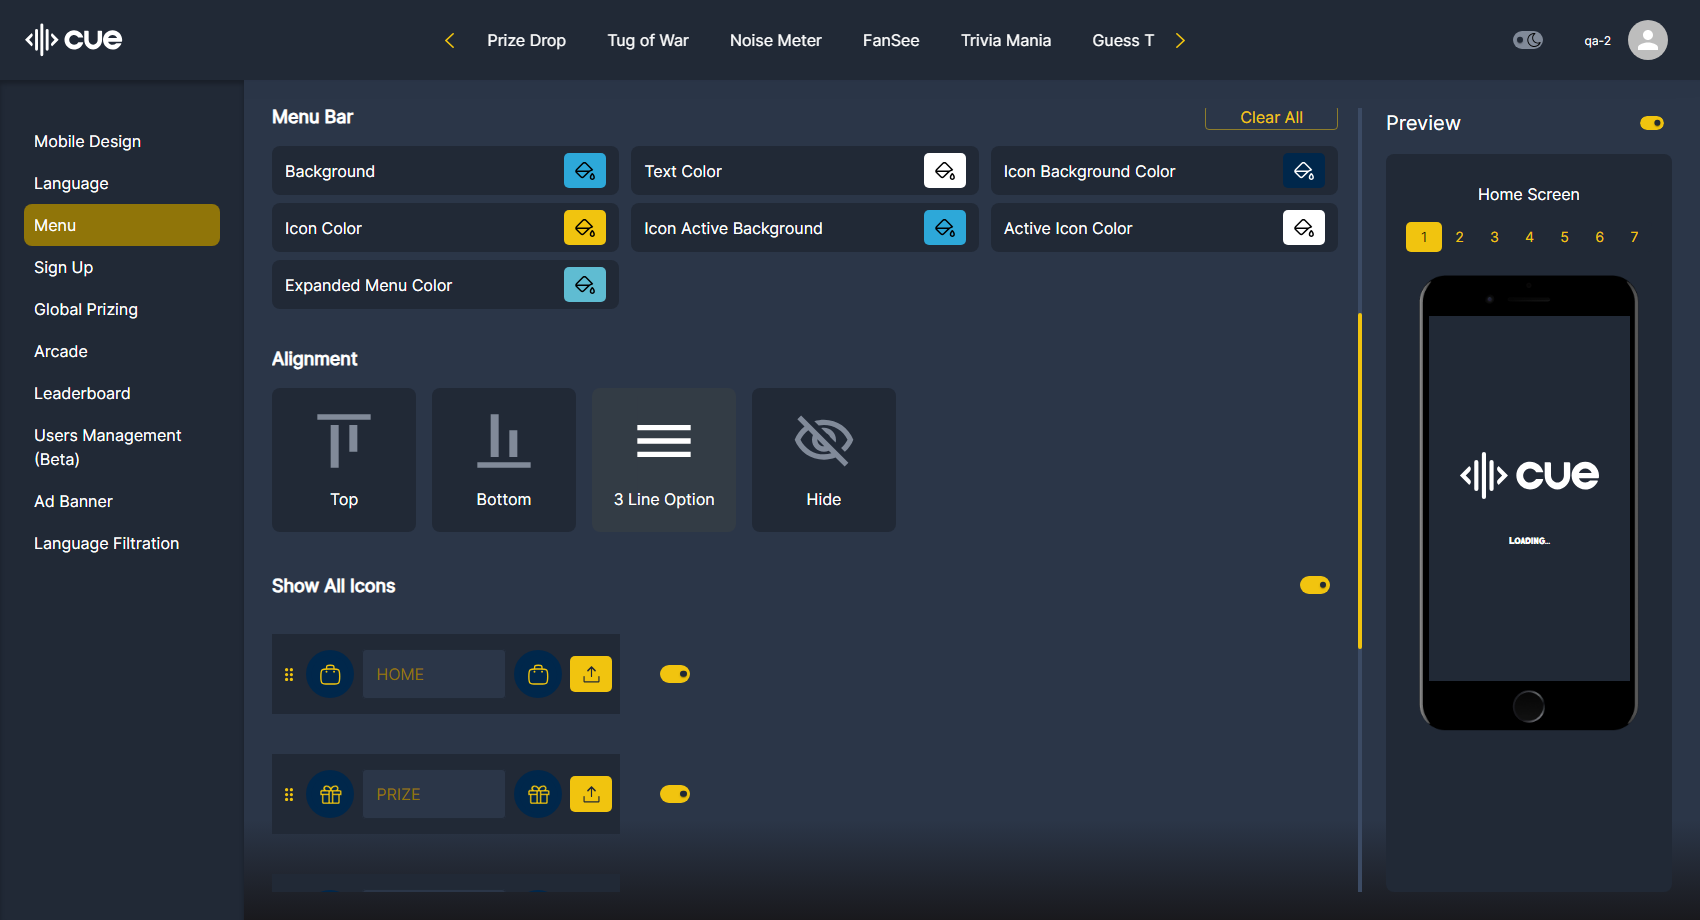 cue
Prize Drop
Tug of War
Noise Meter
FanSee
Trivia Mania
Guess T
qa-2
Mobile Design
Language
Menu
Sign Up
Global Prizing
Arcade
Leaderboard
Users Management
(Beta)
Ad Banner
Language Filtration
Menu Bar
Clear All
Background
Text Color
Icon Background Color
Icon Color
Icon Active Background
Active Icon Color
Expanded Menu Color
Alignment
Top
Bottom
3 Line Option
Hide
Show All Icons
HOME
PRIZE
Preview
Home Screen
1 2 3 4 5 6 7
cue
LOADING...